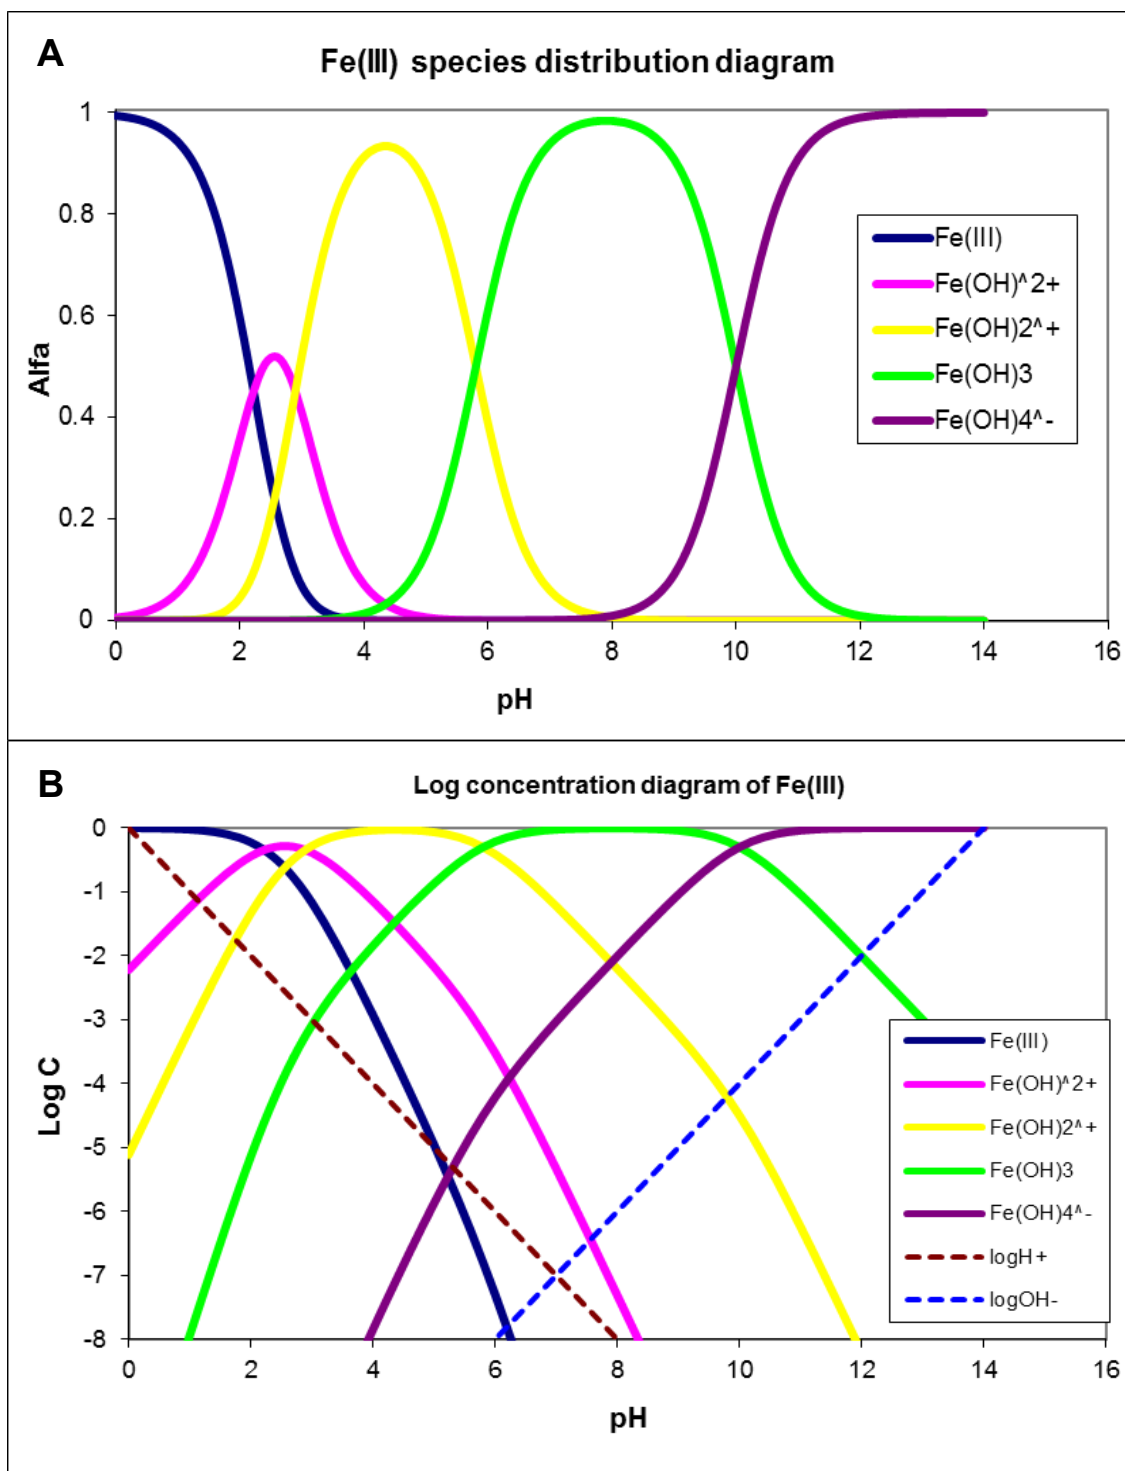 A
Fe(III) species distribution diagram
1
0.8
0.6
0.4
0.2
0
Alfa
0 2 4 6 8 10 12 14 16
pH
Fe(III)
Fe(OH)^2+
Fe(OH)2^+
Fe(OH)3
Fe(OH)4^-
B
Log concentration diagram of Fe(III)
0
-1
-2
-3
-4
-5
-6
-7
-8
Log C
0 2 4 6 8 10 12 14 16
pH
Fe(III)
Fe(OH)^2+
Fe(OH)2^+
Fe(OH)3
Fe(OH)4^-
logH+
logOH-